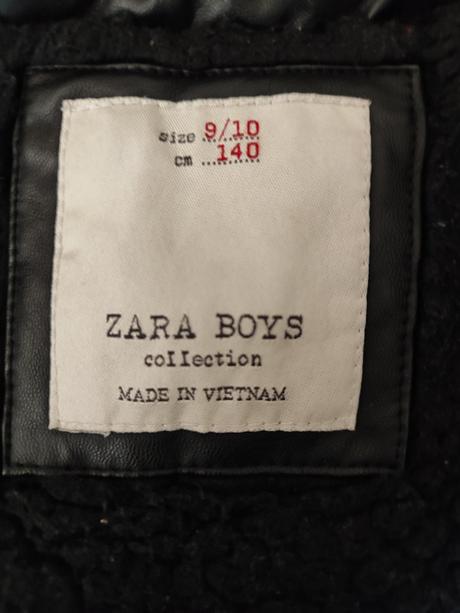 size 9/10
cm 140
ZARA BOYS
collection
MADE IN VIETNAM